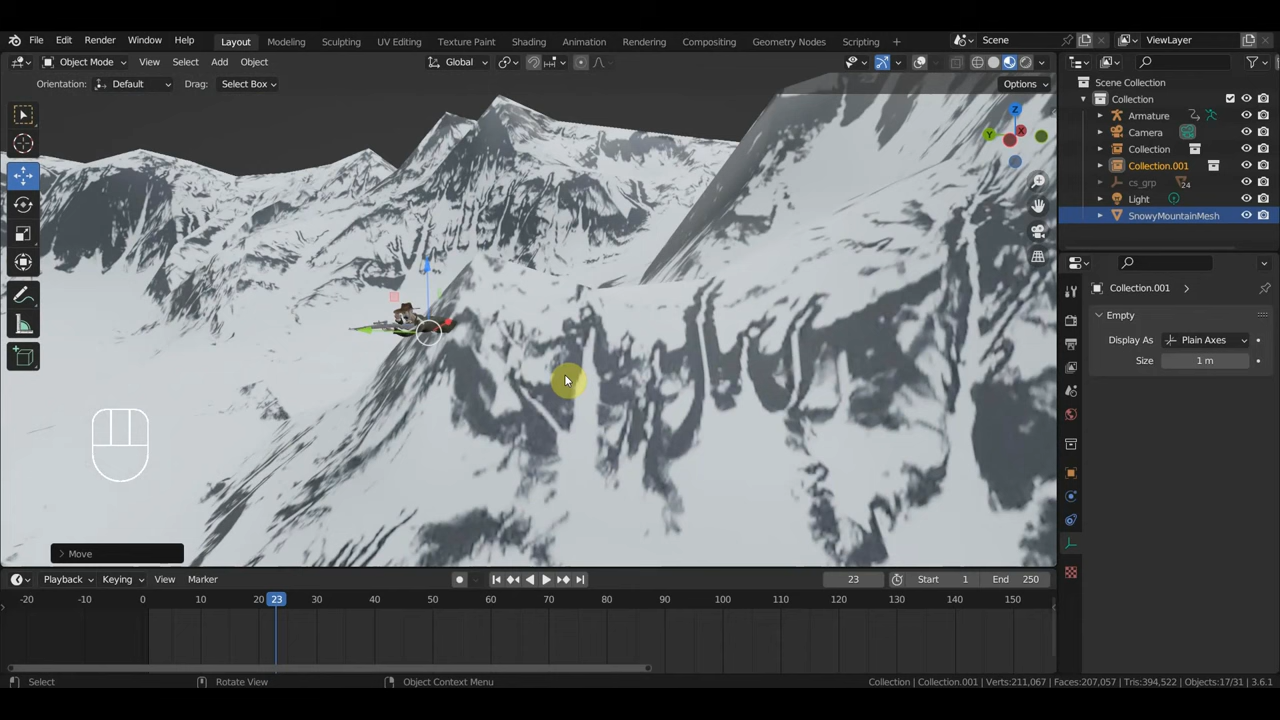 File Edit Render Window Help Layout Modeling Sculpting UV Editing Texture Paint Shading Animation Rendering Compositing Geometry Nodes Scripting + Scene ViewLayer
Object Mode View Select Add Object Global
Orientation: Default Drag: Select Box Options
Z
Y
X
Scene Collection
Collection
Armature
Camera
Collection
Collection.001
cs_grp 24
Light
SnowyMountainMesh
Collection.001
Empty
Display As Plain Axes
Size 1 m
Move
Playback Keying View Marker 23 Start 1 End 250
-20 -10 0 20 23 30 40 50 60 70 80 90 100 110 120 130 140 150
Select Rotate View Object Context Menu Collection | Collection.001 | Verts:211,067 | Faces:207,057 | Tris:394,522 | Objects:17/31 | 3.6.1